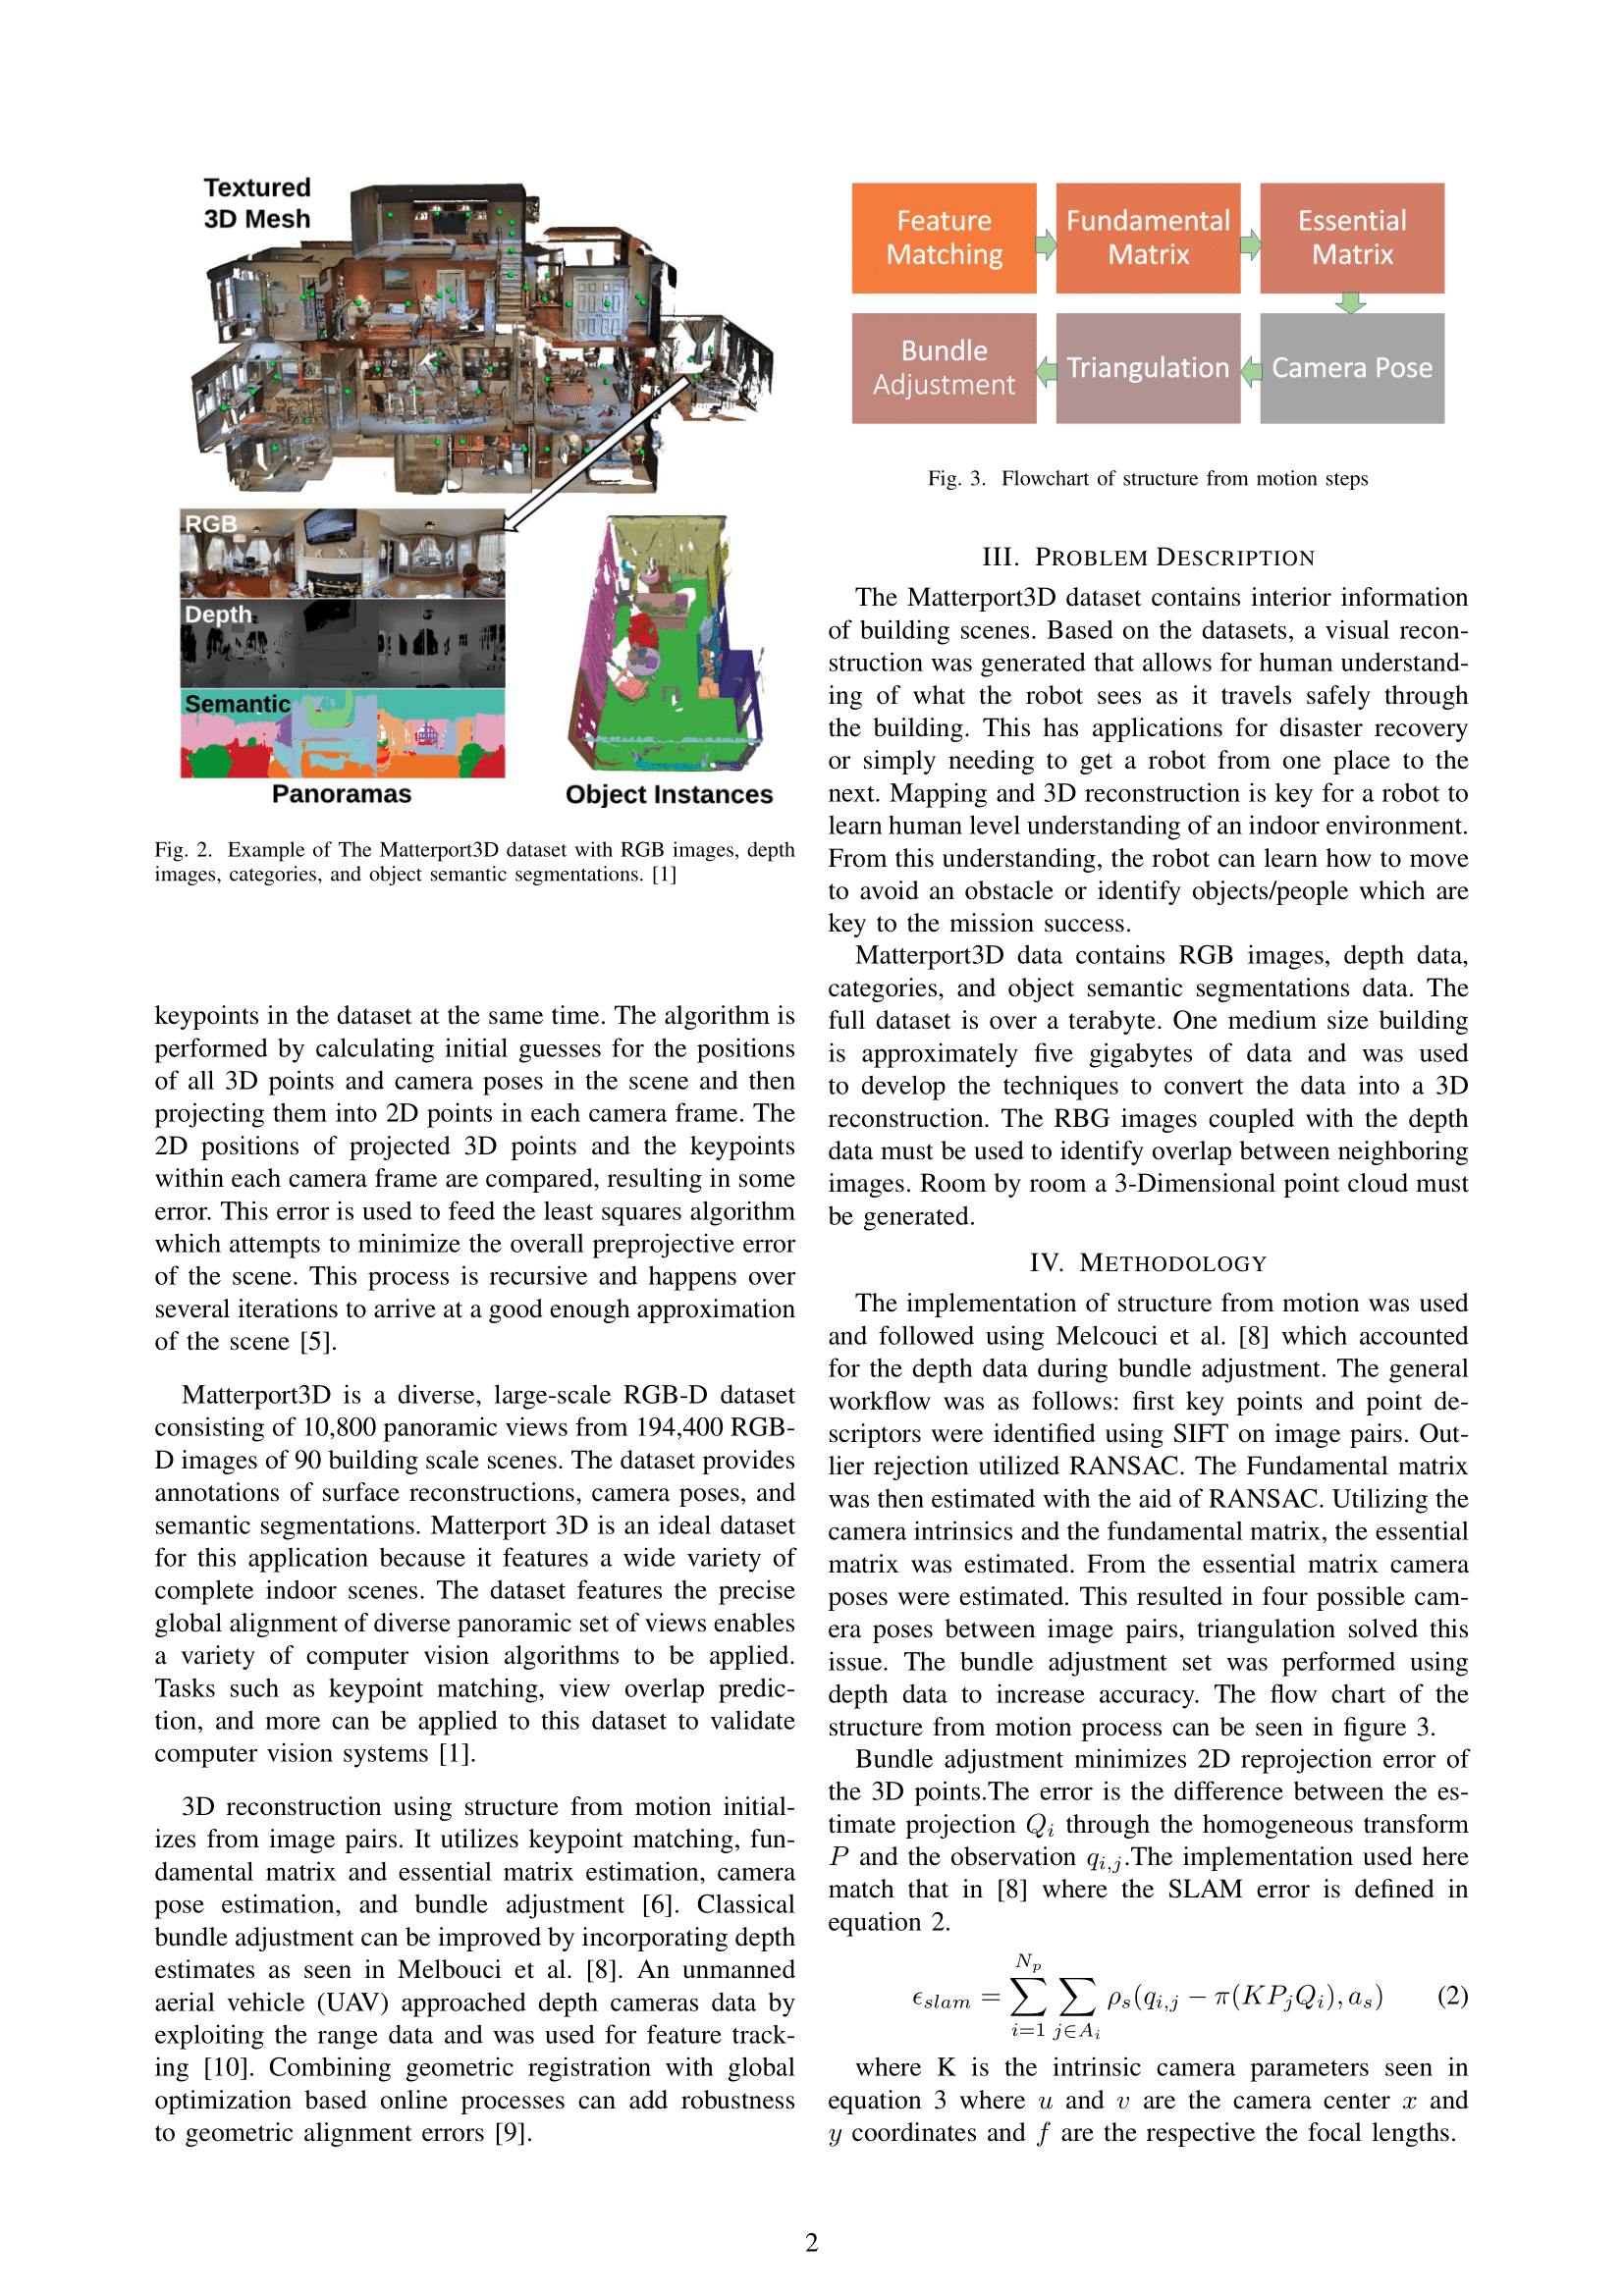 Textured
3D Mesh
RGB
Depth
Semantic
Panoramas
Object Instances
Fig. 2. Example of The Matterport3D dataset with RGB images, depth
images, categories, and object semantic segmentations. [1]
keypoints in the dataset at the same time. The algorithm is
performed by calculating initial guesses for the positions
of all 3D points and camera poses in the scene and then
projecting them into 2D points in each camera frame. The
2D positions of projected 3D points and the keypoints
within each camera frame are compared, resulting in some
error. This error is used to feed the least squares algorithm
which attempts to minimize the overall preprojective error
of the scene. This process is recursive and happens over
several iterations to arrive at a good enough approximation
of the scene [5].
Matterport3D is a diverse, large-scale RGB-D dataset
consisting of 10,800 panoramic views from 194,400 RGB-
D images of 90 building scale scenes. The dataset provides
annotations of surface reconstructions, camera poses, and
semantic segmentations. Matterport 3D is an ideal dataset
for this application because it features a wide variety of
complete indoor scenes. The dataset features the precise
global alignment of diverse panoramic set of views enables
a variety of computer vision algorithms to be applied.
Tasks such as keypoint matching, view overlap predic-
tion, and more can be applied to this dataset to validate
computer vision systems [1].
3D reconstruction using structure from motion initial-
izes from image pairs. It utilizes keypoint matching, fun-
damental matrix and essential matrix estimation, camera
pose estimation, and bundle adjustment [6]. Classical
bundle adjustment can be improved by incorporating depth
estimates as seen in Melbouci et al. [8]. An unmanned
aerial vehicle (UAV) approached depth cameras data by
exploiting the range data and was used for feature track-
ing [10]. Combining geometric registration with global
optimization based online processes can add robustness
to geometric alignment errors [9].
Feature
Matching
Fundamental
Matrix
Essential
Matrix
Bundle
Adjustment
Triangulation
Camera Pose
Fig. 3. Flowchart of structure from motion steps
III. PROBLEM DESCRIPTION
The Matterport3D dataset contains interior information
of building scenes. Based on the datasets, a visual recon-
struction was generated that allows for human understand-
ing of what the robot sees as it travels safely through
the building. This has applications for disaster recovery
or simply needing to get a robot from one place to the
next. Mapping and 3D reconstruction is key for a robot to
learn human level understanding of an indoor environment.
From this understanding, the robot can learn how to move
to avoid an obstacle or identify objects/people which are
key to the mission success.
Matterport3D data contains RGB images, depth data,
categories, and object semantic segmentations data. The
full dataset is over a terabyte. One medium size building
is approximately five gigabytes of data and was used
to develop the techniques to convert the data into a 3D
reconstruction. The RBG images coupled with the depth
data must be used to identify overlap between neighboring
images. Room by room a 3-Dimensional point cloud must
be generated.
IV. METHODOLOGY
The implementation of structure from motion was used
and followed using Melcouci et al. [8] which accounted
for the depth data during bundle adjustment. The general
workflow was as follows: first key points and point de-
scriptors were identified using SIFT on image pairs. Out-
lier rejection utilized RANSAC. The Fundamental matrix
was then estimated with the aid of RANSAC. Utilizing the
camera intrinsics and the fundamental matrix, the essential
matrix was estimated. From the essential matrix camera
poses were estimated. This resulted in four possible cam-
era poses between image pairs, triangulation solved this
issue. The bundle adjustment set was performed using
depth data to increase accuracy. The flow chart of the
structure from motion process can be seen in figure 3.
Bundle adjustment minimizes 2D reprojection error of
the 3D points.The error is the difference between the es-
timate projection Q_i through the homogeneous transform
P and the observation q_{i,j}.The implementation used here
match that in [8] where the SLAM error is defined in
equation 2.
ϵ_{slam} = ∑_{i=1}^{N_p} ∑_{j∈A_i} ρ_s(q_{i,j} − π(KP_jQ_i), a_s) (2)
where K is the intrinsic camera parameters seen in
equation 3 where u and v are the camera center x and
y coordinates and f are the respective the focal lengths.
2